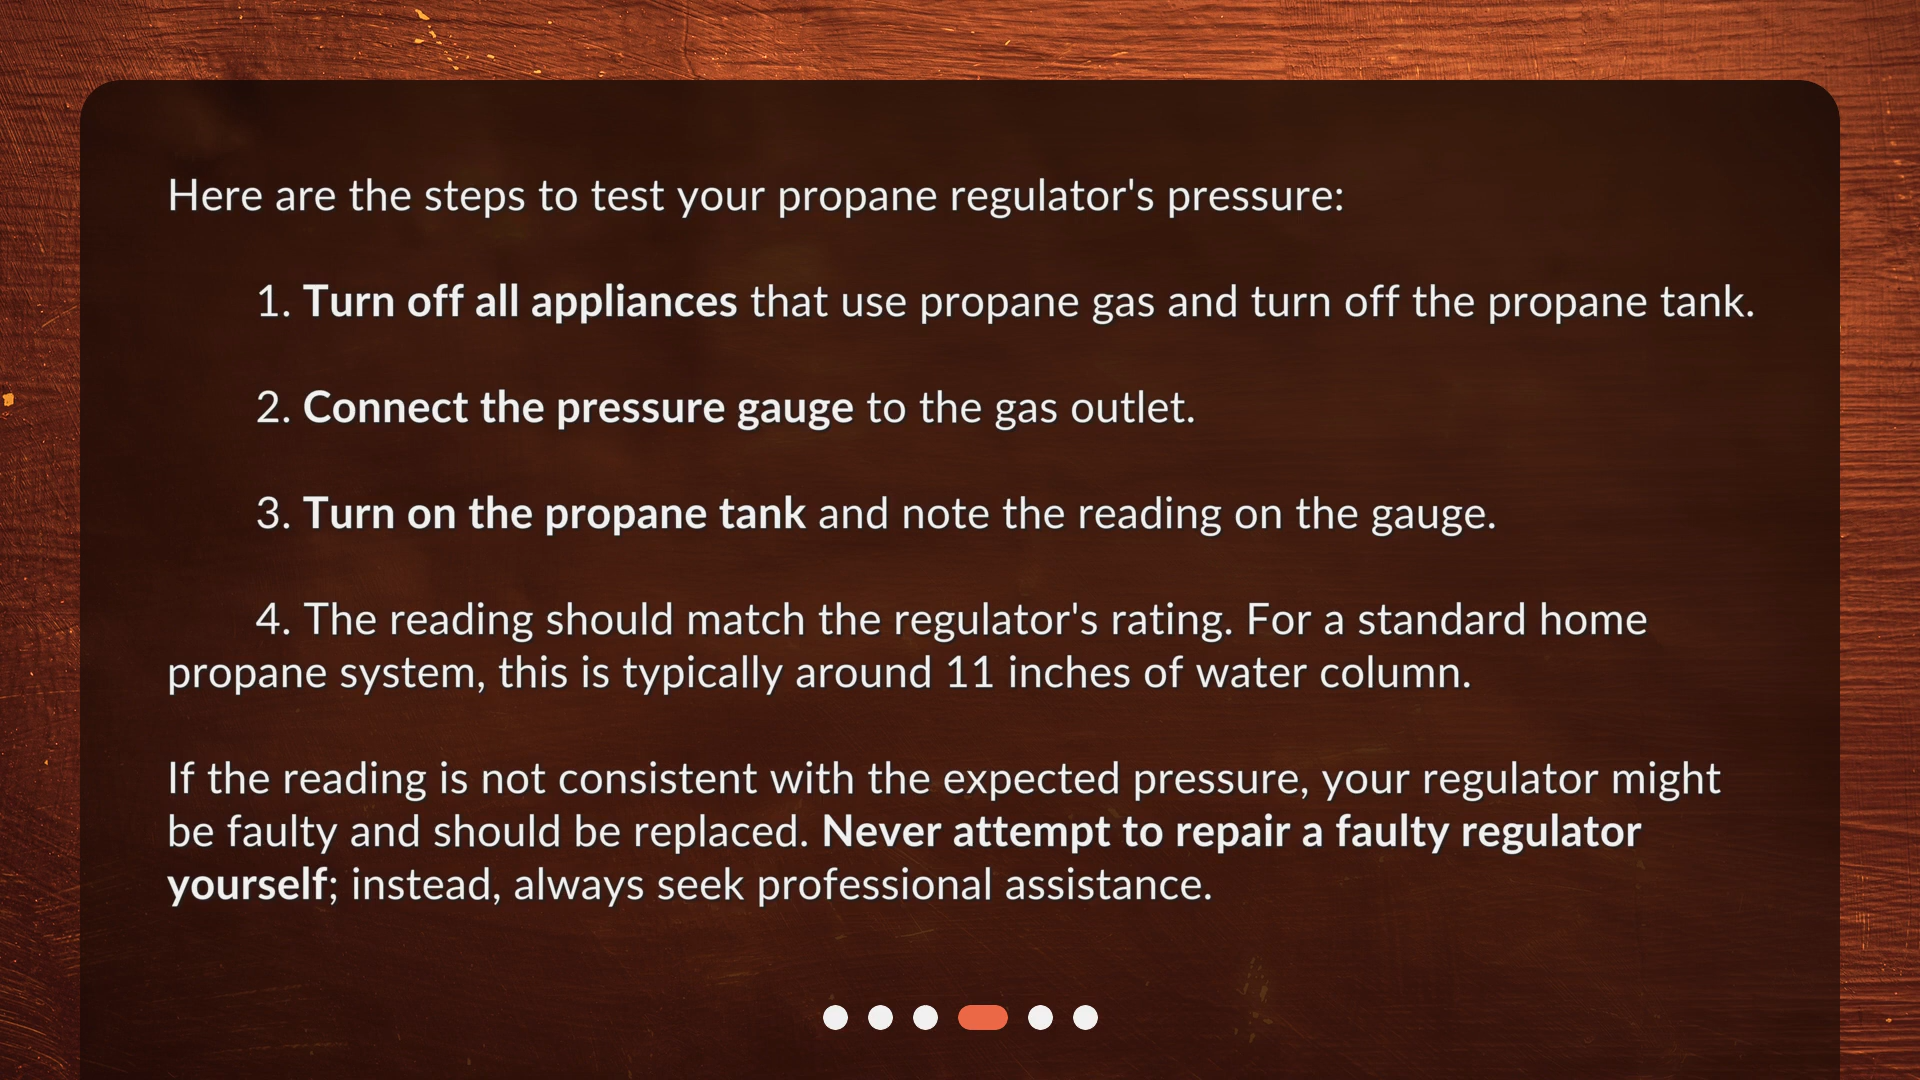 Here are the steps to test your propane regulator's pressure:
1. Turn off all appliances that use propane gas and turn off the propane tank.
2. Connect the pressure gauge to the gas outlet.
3. Turn on the propane tank and note the reading on the gauge.
4. The reading should match the regulator's rating. For a standard home
propane system, this is typically around 11 inches of water column.
If the reading is not consistent with the expected pressure, your regulator might
be faulty and should be replaced. Never attempt to repair a faulty regulator
yourself; instead, always seek professional assistance.